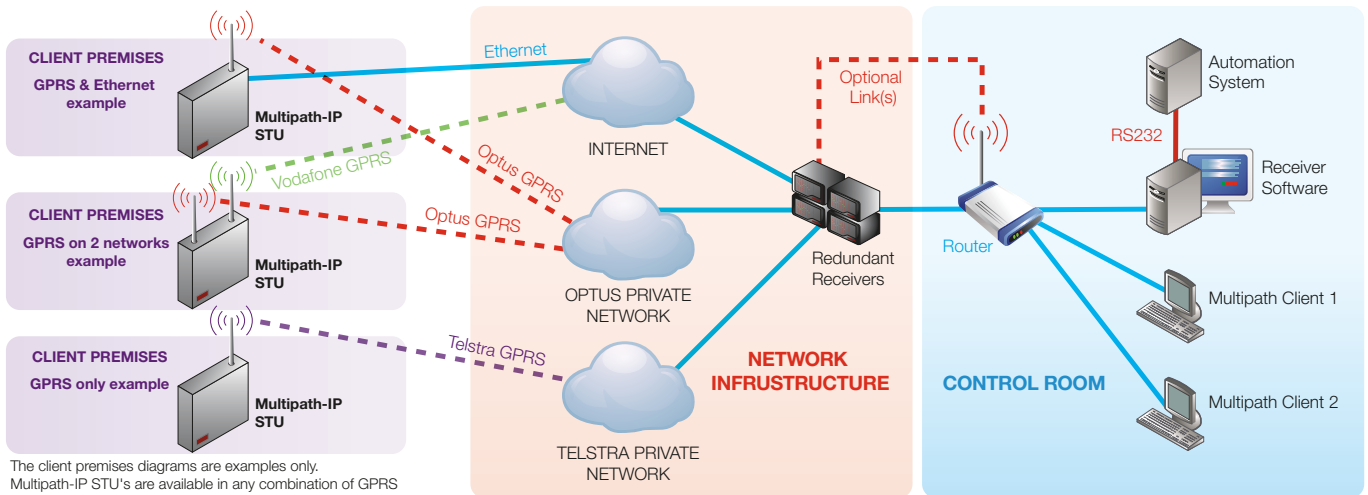 CLIENT PREMISES
GPRS & Ethernet
example
Multipath-IP
STU
CLIENT PREMISES
GPRS on 2 networks
example
Multipath-IP
STU
CLIENT PREMISES
GPRS only example
Multipath-IP
STU
The client premises diagrams are examples only.
Multipath-IP STU's are available in any combination of GPRS
Ethernet
Vodafone GPRS
Optus GPRS
Optus GPRS
Telstra GPRS
INTERNET
OPTUS PRIVATE
NETWORK
TELSTRA PRIVATE
NETWORK
Redundant
Receivers
NETWORK
INFRUSTRUCTURE
Optional
Link(s)
Router
CONTROL ROOM
Automation
System
RS232
Receiver
Software
Multipath Client 1
Multipath Client 2